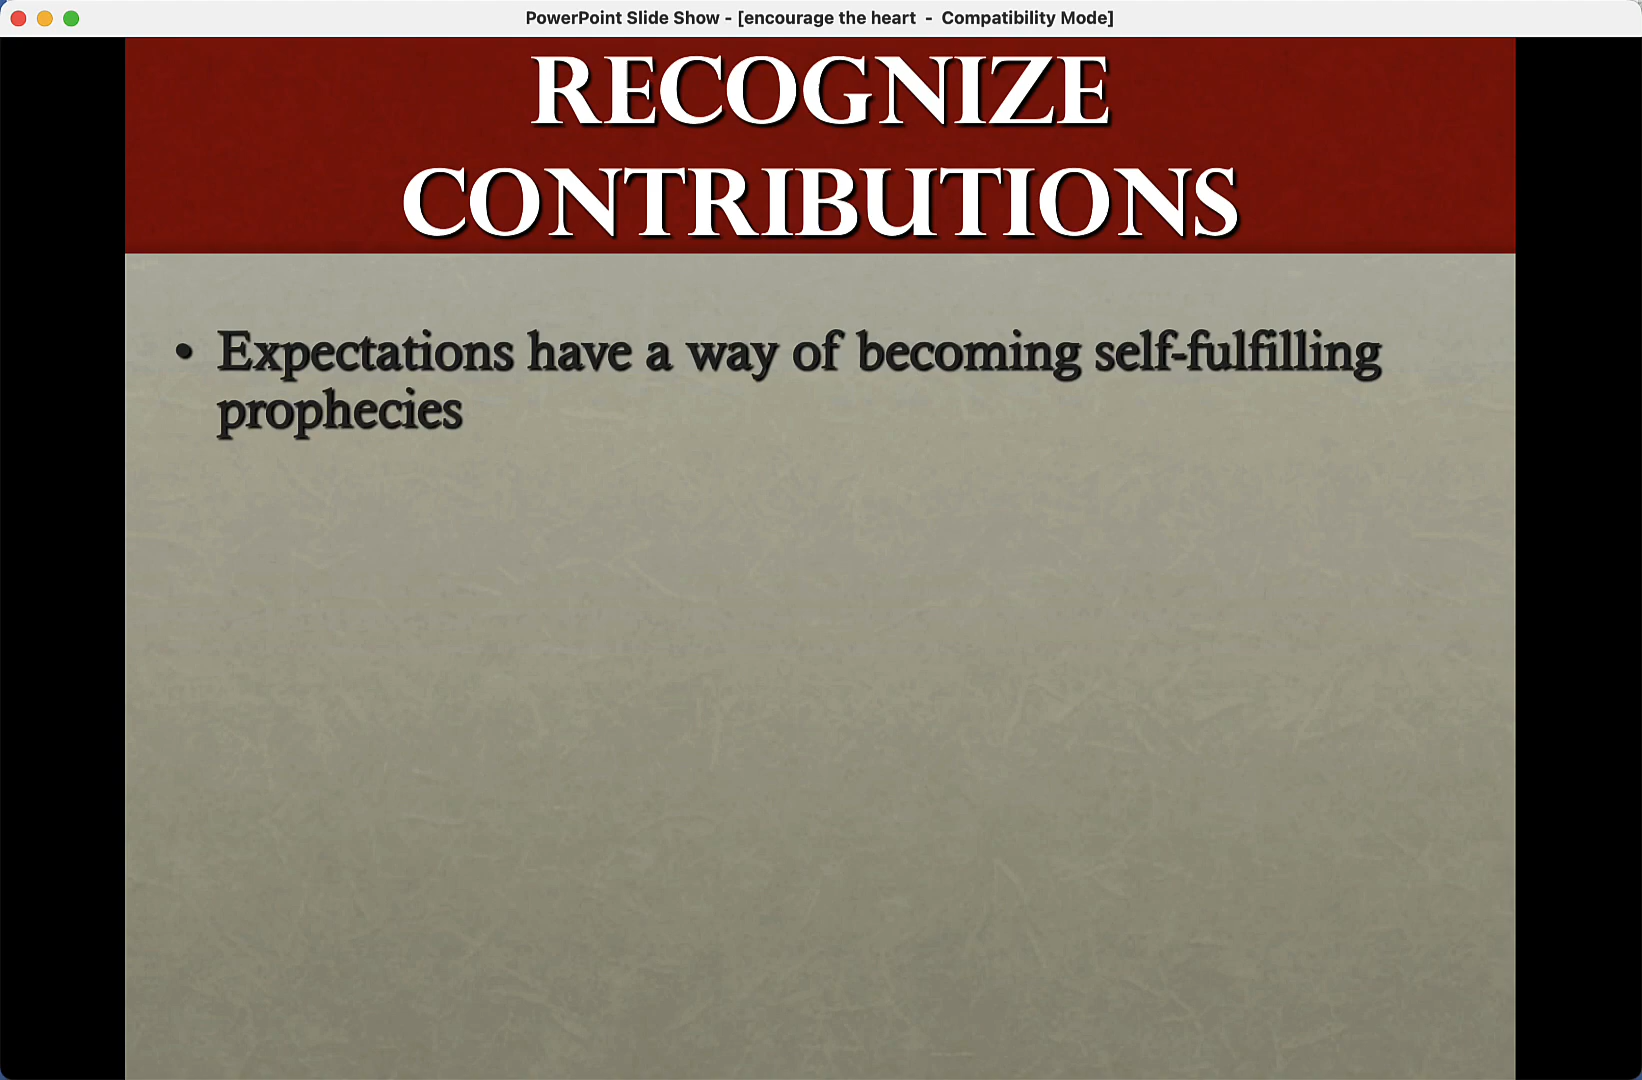 PowerPoint Slide Show - [encourage the heart  -  Compatibility Mode]
RECOGNIZE
CONTRIBUTIONS
• Expectations have a way of becoming self-fulfilling
prophecies